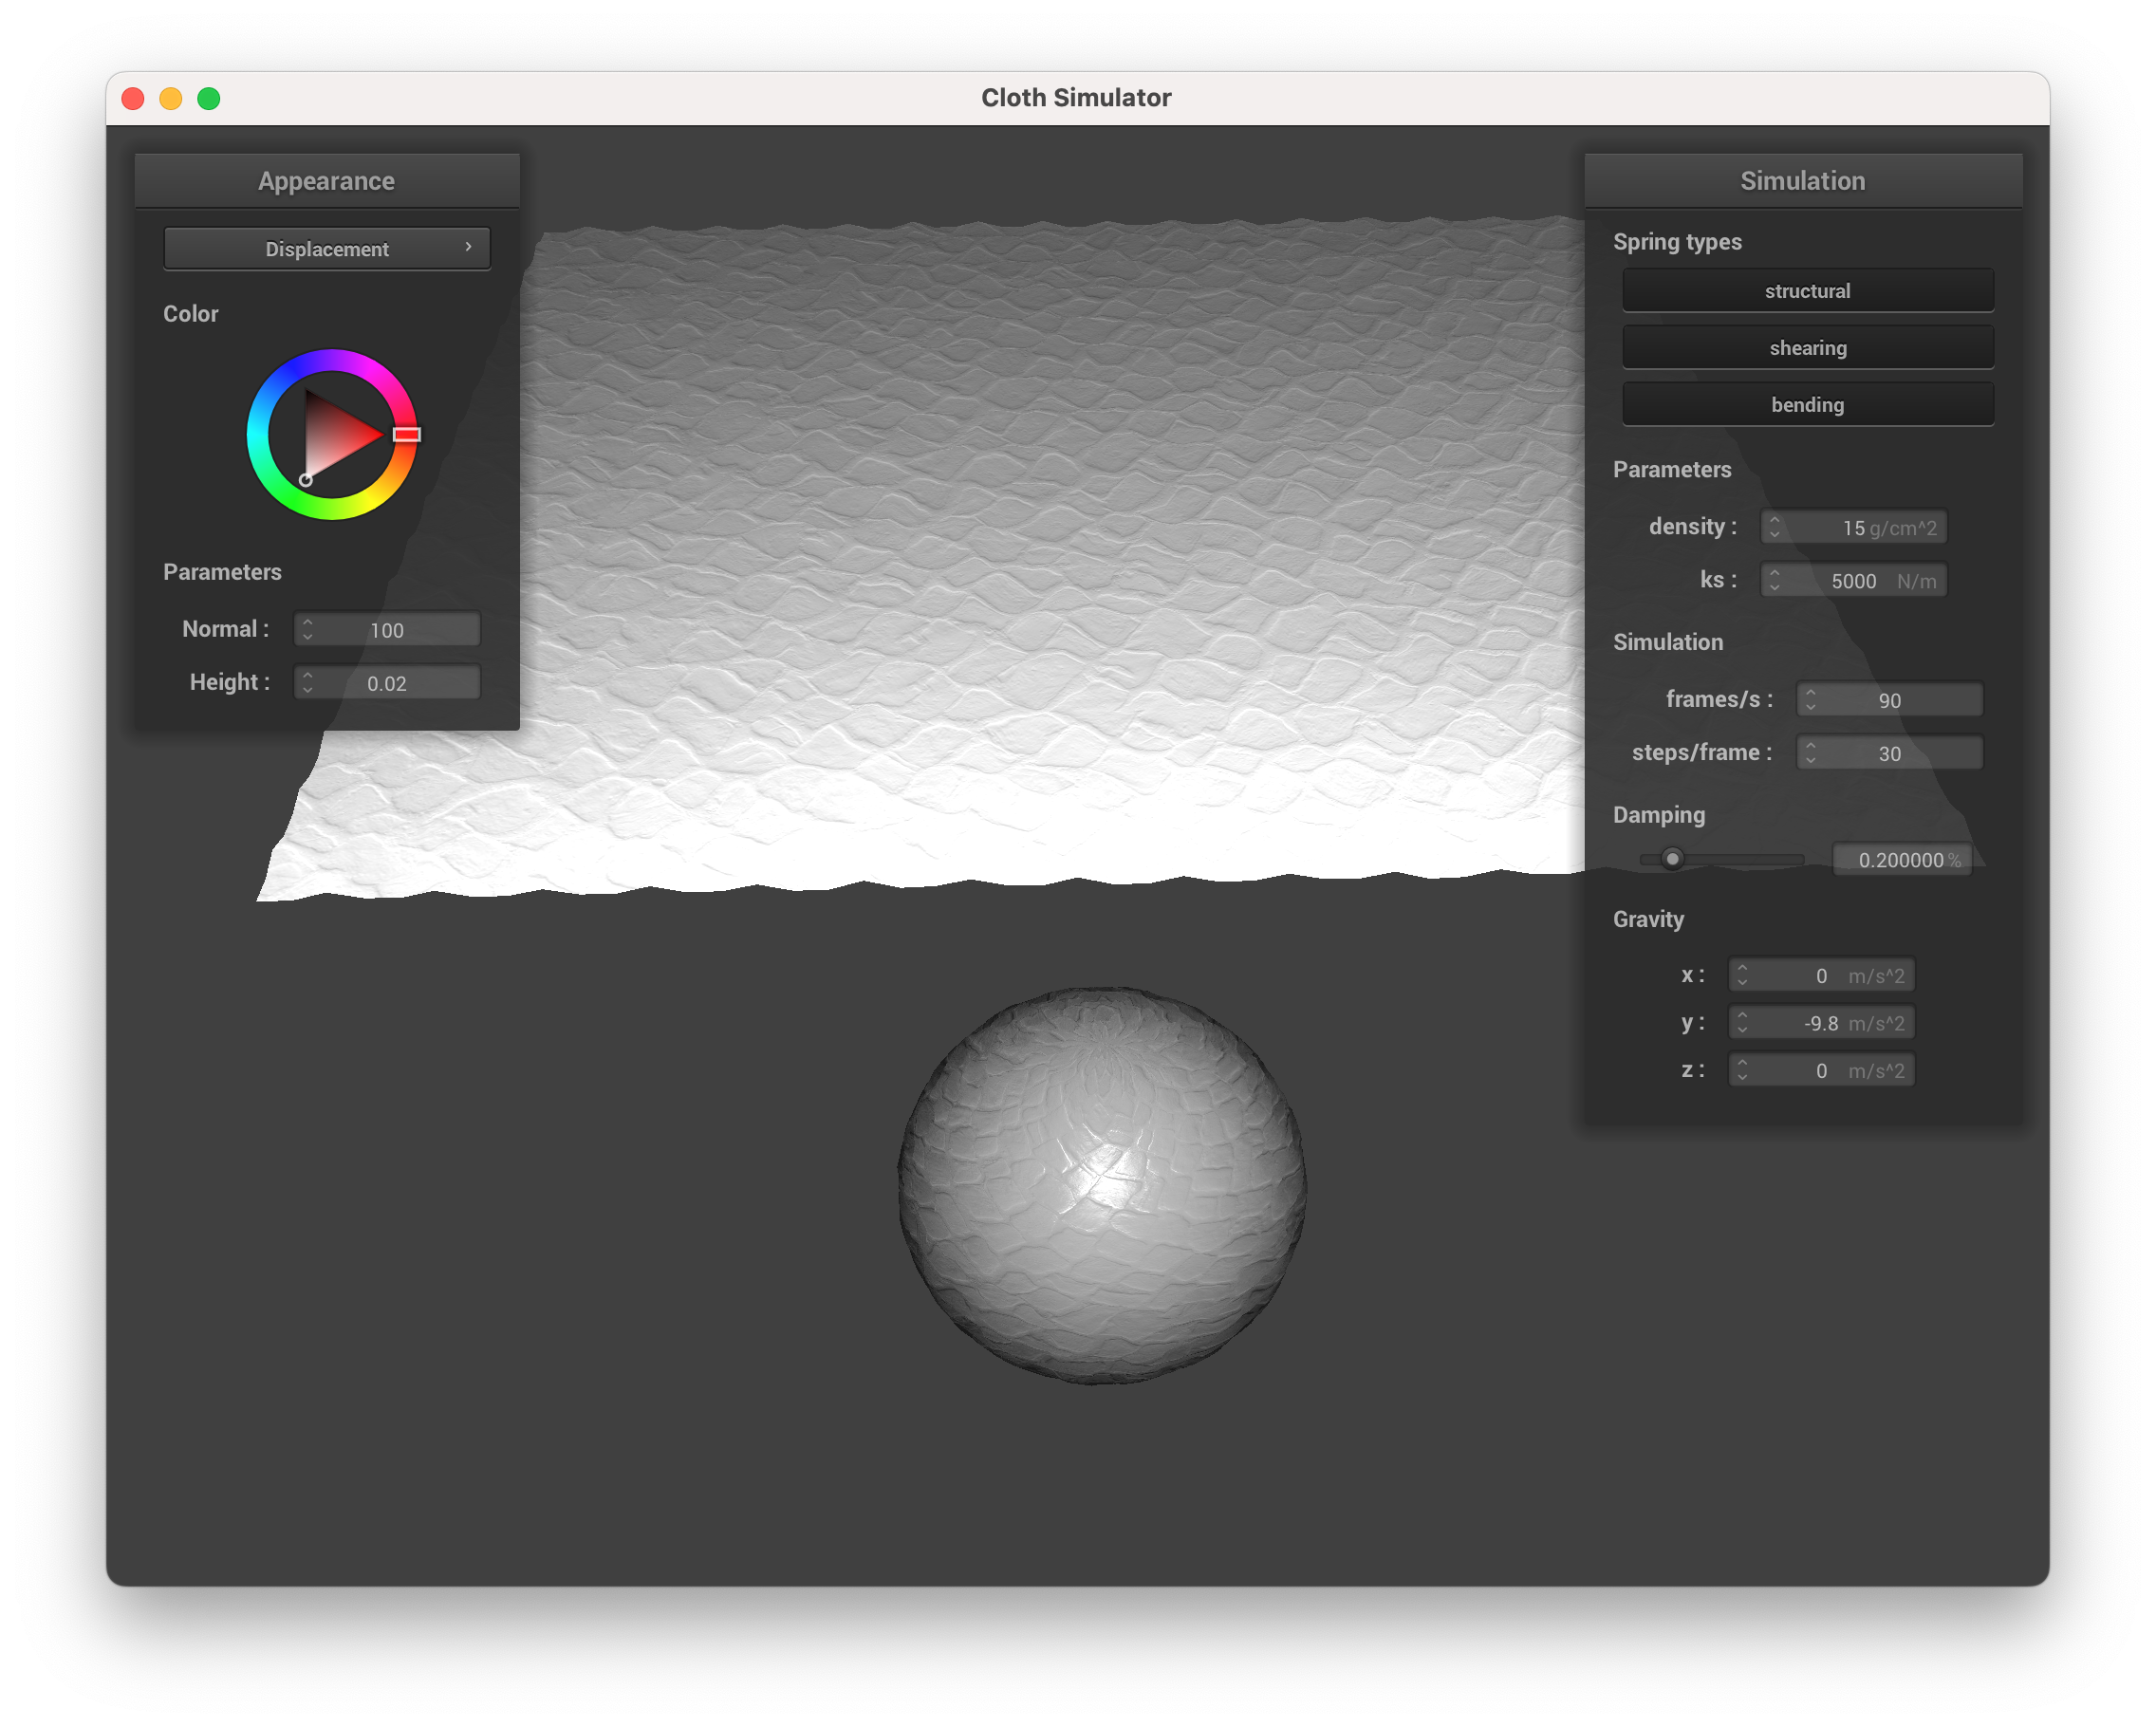 Cloth Simulator
Appearance
Displacement
Color
Parameters
Normal : 100
Height : 0.02
Simulation
Spring types
structural
shearing
bending
Parameters
density : 15 g/cm^2
ks : 5000 N/m
Simulation
frames/s : 90
steps/frame : 30
Damping
0.200000 %
Gravity
x : 0 m/s^2
y : -9.8 m/s^2
z : 0 m/s^2